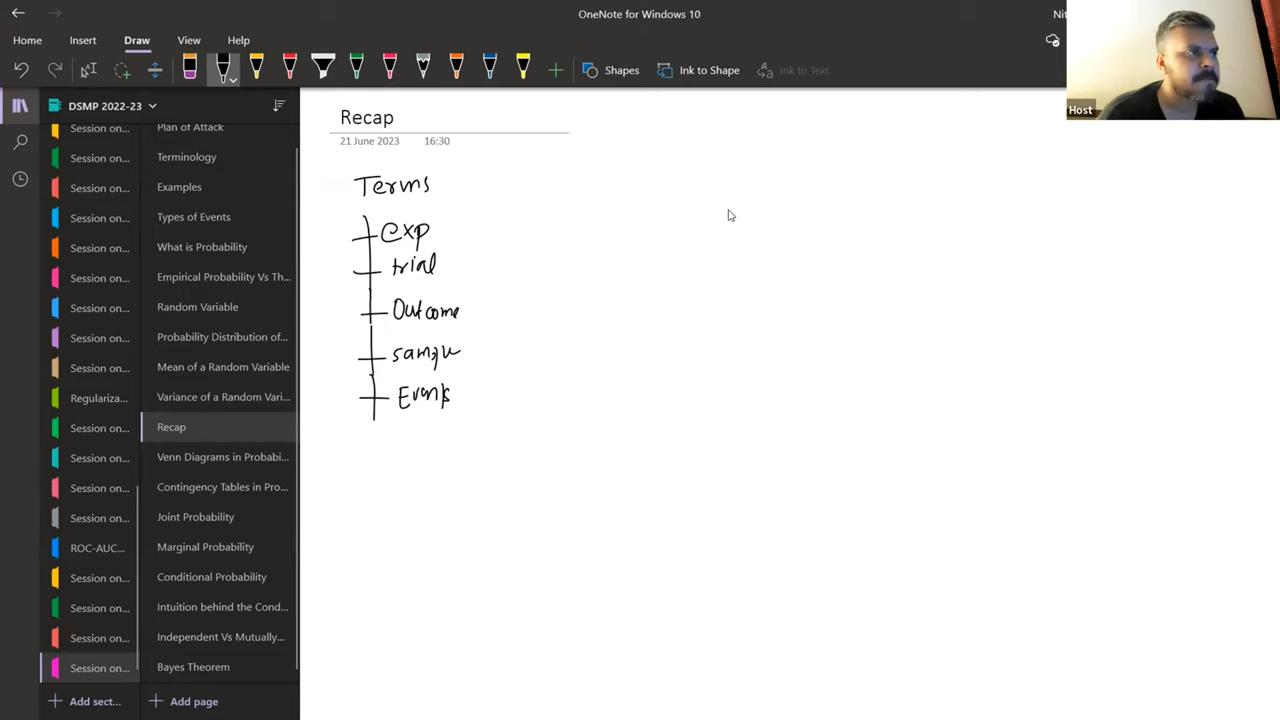 OneNote for Windows 10
Nit
Home
Insert
Draw
View
Help
Shapes
Ink to Shape
Ink to Text
Host
DSMP 2022-23
Session on...
Session on...
Session on...
Session on...
Session on...
Session on...
Session on...
Session on...
Session on...
Regulariza...
Session on...
Session on...
Session on...
Session on...
ROC-AUC...
Session on...
Session on...
Session on...
Session on...
Add sect...
Plan of Attack
Terminology
Examples
Types of Events
What is Probability
Empirical Probability Vs Th...
Random Variable
Probability Distribution of...
Mean of a Random Variable
Variance of a Random Vari...
Recap
Venn Diagrams in Probabi...
Contingency Tables in Pro...
Joint Probability
Marginal Probability
Conditional Probability
Intuition behind the Cond...
Independent Vs Mutually...
Bayes Theorem
Add page
Recap
21 June 2023 16:30
Terms
exp
trial
Outcome
sample
Events